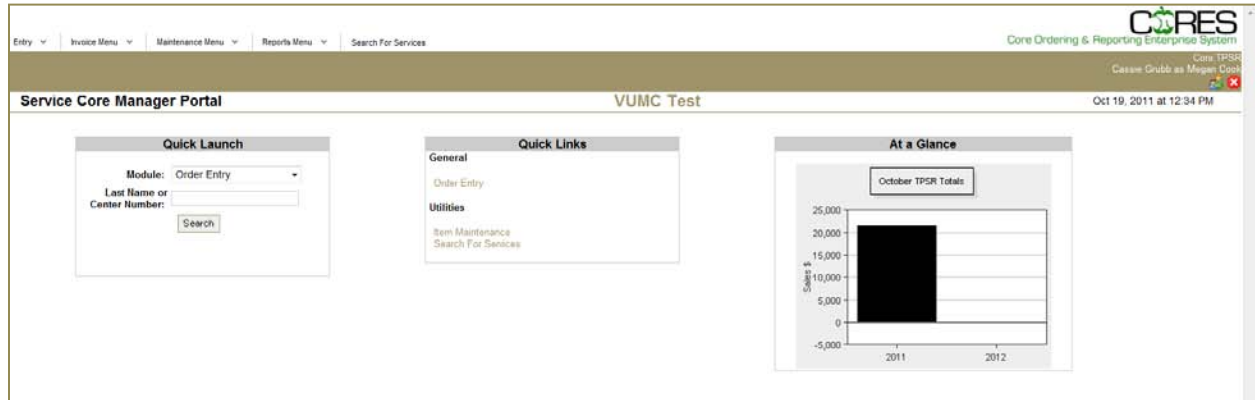 CORES
Core Ordering & Reporting Enterprise System
Entry Invoice Menu Maintenance Menu Reports Menu Search For Services
Core TPSR
Cassie Grubb as Megan Cook
Service Core Manager Portal VUMC Test Oct 19, 2011 at 12:34 PM
Quick Launch
Module: Order Entry
Last Name or
Center Number:
Search
Quick Links
General
Order Entry
Utilities
Item Maintenance
Search For Services
At a Glance
October TPSR Totals
25,000
20,000
15,000
10,000
5,000
0
-5,000
Sales $
2011 2012